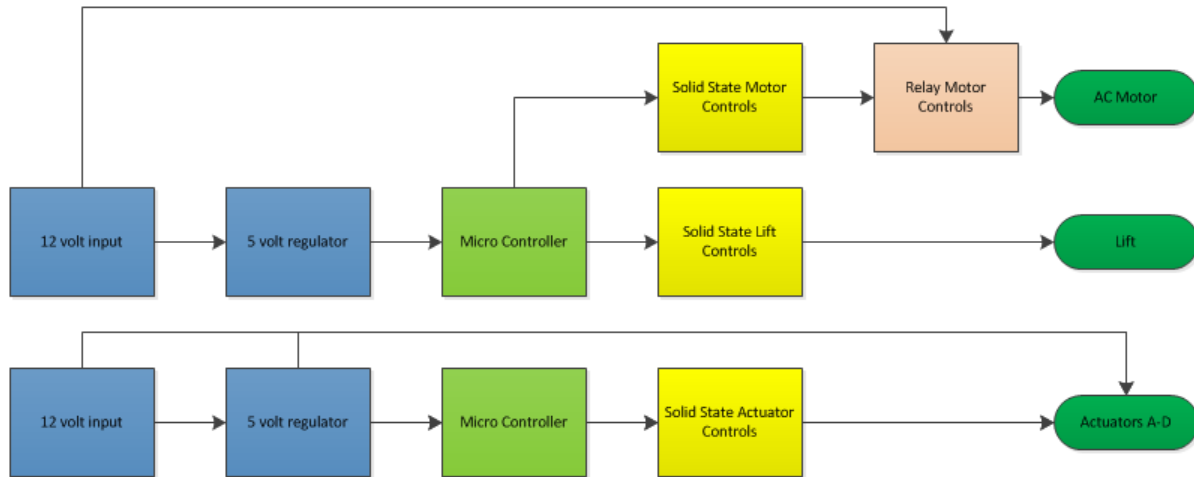 Solid State Motor
Controls
Relay Motor
Controls
AC Motor
12 volt input
5 volt regulator
Micro Controller
Solid State Lift
Controls
Lift
12 volt input
5 volt regulator
Micro Controller
Solid State Actuator
Controls
Actuators A-D